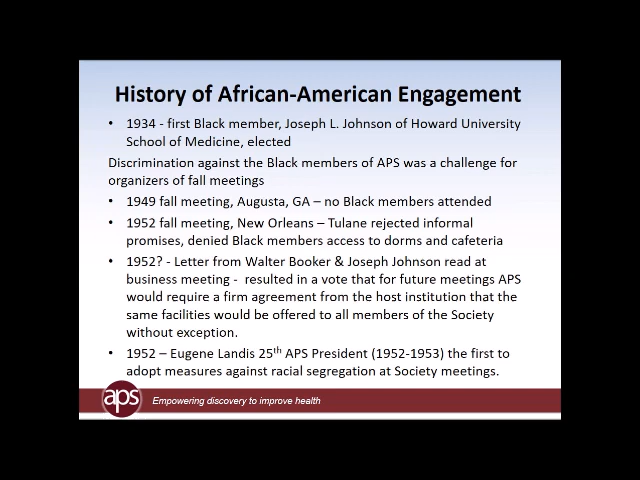 History of African-American Engagement
• 1934 - first Black member, Joseph L. Johnson of Howard University
School of Medicine, elected
Discrimination against the Black members of APS was a challenge for
organizers of fall meetings
• 1949 fall meeting, Augusta, GA – no Black members attended
• 1952 fall meeting, New Orleans – Tulane rejected informal
promises, denied Black members access to dorms and cafeteria
• 1952? - Letter from Walter Booker & Joseph Johnson read at
business meeting -  resulted in a vote that for future meetings APS
would require a firm agreement from the host institution that the
same facilities would be offered to all members of the Society
without exception.
• 1952 – Eugene Landis 25th APS President (1952-1953) the first to
adopt measures against racial segregation at Society meetings.
aps Empowering discovery to improve health